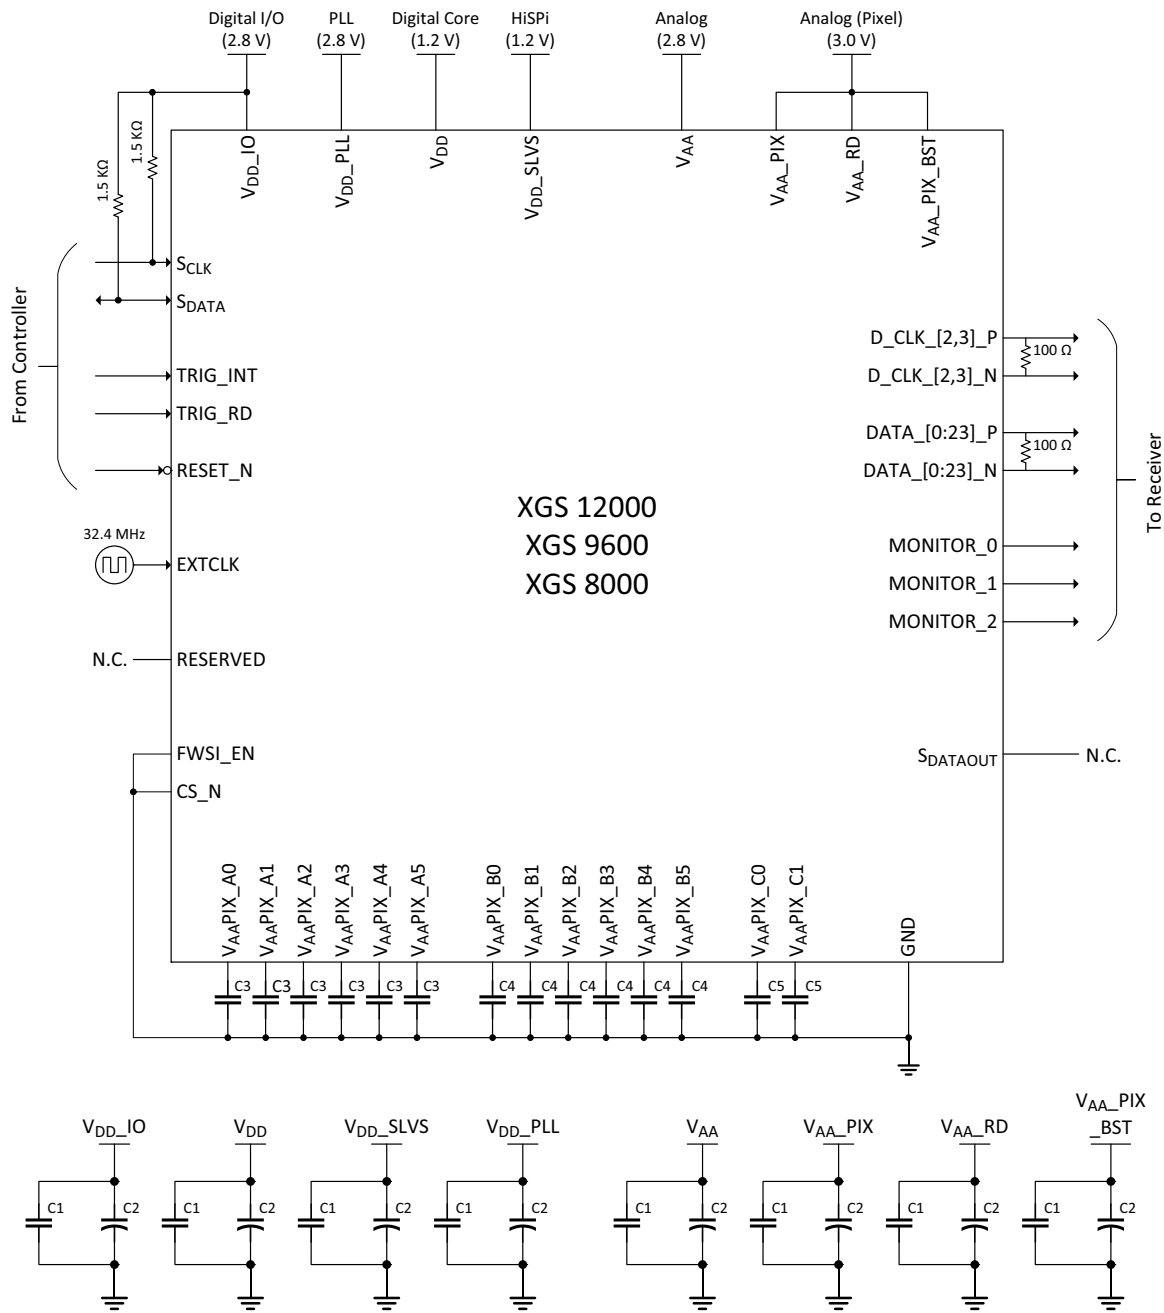 Digital I/O
(2.8 V)
PLL
(2.8 V)
Digital Core
(1.2 V)
HiSPi
(1.2 V)
Analog
(2.8 V)
Analog (Pixel)
(3.0 V)
1.5 KΩ
1.5 KΩ
VDD_IO
VDD_PLL
VDD
VDD_SLVS
VAA
VAA_PIX
VAA_RD
VAA_PIX_BST
From Controller
SCLK
SDATA
TRIG_INT
TRIG_RD
RESET_N
32.4 MHz
EXTCLK
N.C.
RESERVED
FWSI_EN
CS_N
XGS 12000
XGS 9600
XGS 8000
D_CLK_[2,3]_P
100 Ω
D_CLK_[2,3]_N
DATA_[0:23]_P
100 Ω
DATA_[0:23]_N
MONITOR_0
MONITOR_1
MONITOR_2
To Receiver
SDATAOUT
N.C.
VAAPIX_A0
VAAPIX_A1
VAAPIX_A2
VAAPIX_A3
VAAPIX_A4
VAAPIX_A5
VAAPIX_B0
VAAPIX_B1
VAAPIX_B2
VAAPIX_B3
VAAPIX_B4
VAAPIX_B5
VAAPIX_C0
VAAPIX_C1
GND
C3
C3
C3
C3
C3
C3
C4
C4
C4
C4
C4
C4
C5
C5
VDD_IO
C1
C2
VDD
C1
C2
VDD_SLVS
C1
C2
VDD_PLL
C1
C2
VAA
C1
C2
VAA_PIX
C1
C2
VAA_RD
C1
C2
VAA_PIX
_BST
C1
C2